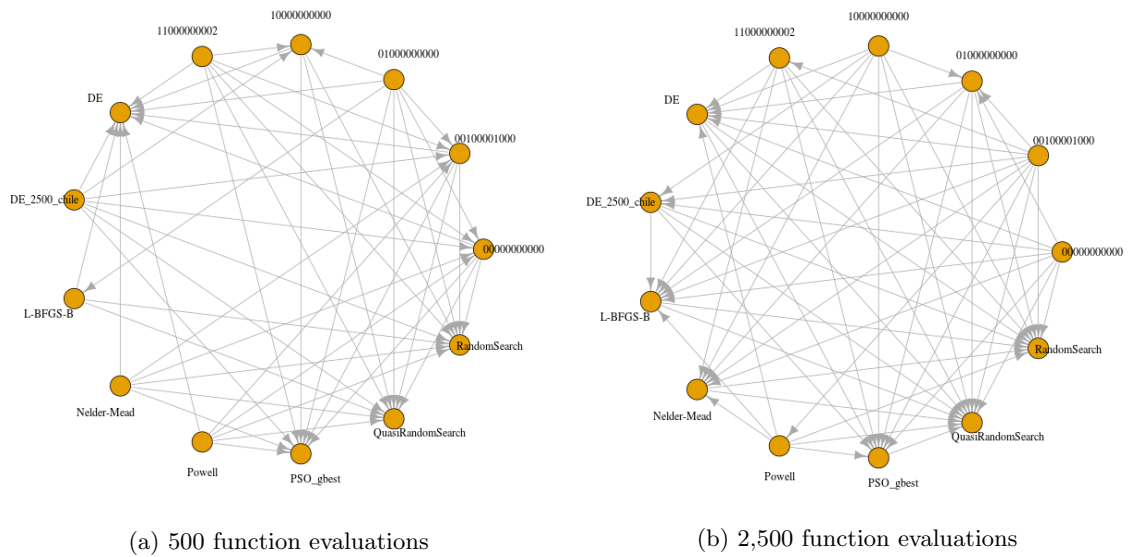 10000000000
11000000002
01000000000
DE
00100001000
DE_2500_chile
00000000000
L-BFGS-B
RandomSearch
Nelder-Mead
QuasiRandomSearch
Powell
PSO_gbest
(a) 500 function evaluations
10000000000
11000000002
01000000000
DE
00100001000
DE_2500_chile
00000000000
L-BFGS-B
RandomSearch
Nelder-Mead
QuasiRandomSearch
Powell
PSO_gbest
(b) 2,500 function evaluations